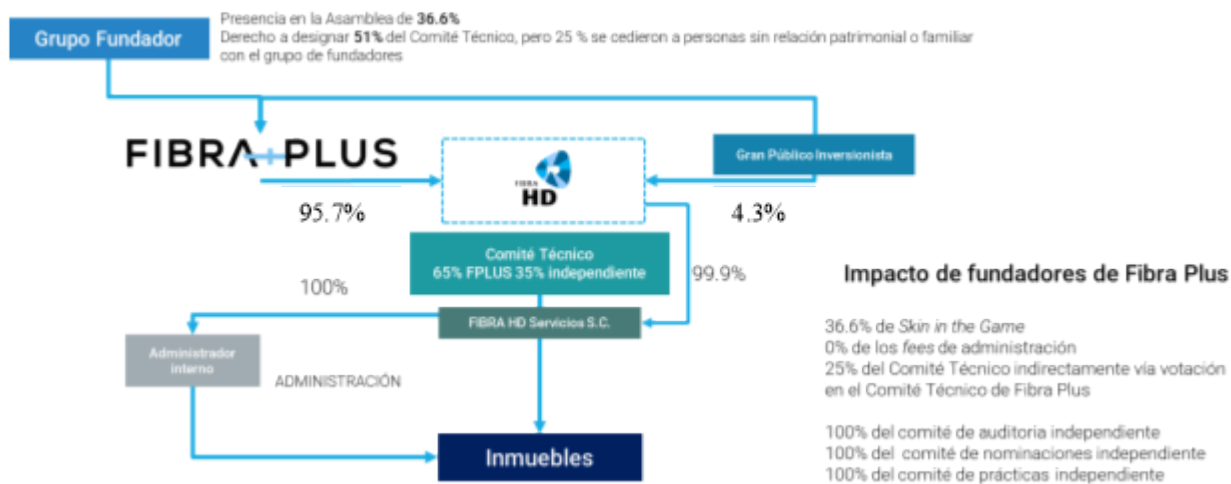 Grupo Fundador
Presencia en la Asamblea de 36.6%
Derecho a designar 51% del Comité Técnico, pero 25 % se cedieron a personas sin relación patrimonial o familiar
con el grupo de fundadores
FIBRA+PLUS
FIBRA
HD
Gran Público Inversionista
95.7%
4.3%
Comité Técnico
65% FPLUS 35% independiente
99.9%
100%
FIBRA HD Servicios S.C.
Administrador
interno
ADMINISTRACIÓN
Inmuebles
Impacto de fundadores de Fibra Plus
36.6% de Skin in the Game
0% de los fees de administración
25% del Comité Técnico indirectamente vía votación
en el Comité Técnico de Fibra Plus
100% del comité de auditoria independiente
100% del comité de nominaciones independiente
100% del comité de prácticas independiente